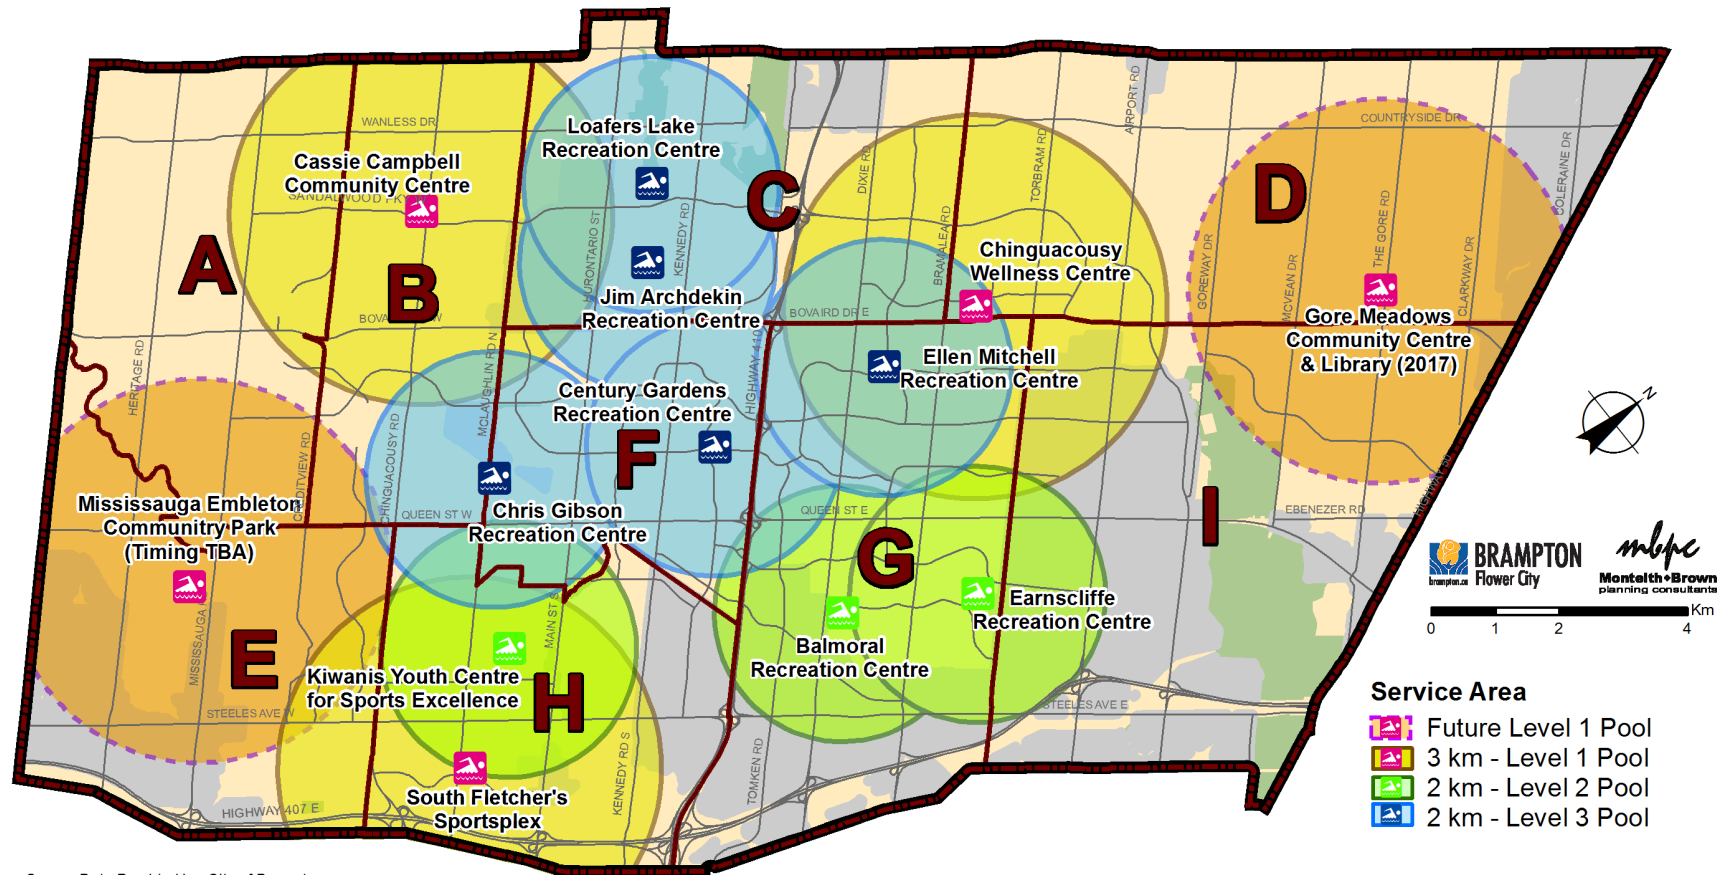 WANLESS DR
Cassie Campbell
Community Centre
SANDALWOOD PKY W
Loafers Lake
Recreation Centre
HURONTARIO ST
KENNEDY RD
Jim Archdekin
Recreation Centre
A
B
C
D
DIXIE RD
BRAMALEA RD
TORBRAM RD
AIRPORT RD
COUNTRYSIDE DR
COLERAINE DR
THE GORE RD
GOREWAY DR
MCVEAN DR
CLARKWAY DR
Chinguacousy
Wellness Centre
Gore Meadows
Community Centre
& Library (2017)
BOVAIRD DR E
HERITAGE RD
MCLAUGHLIN RD N
HIGHWAY 410
Ellen Mitchell
Recreation Centre
Century Gardens
Recreation Centre
F
CHINGUACOUSY RD
CREDITVIEW RD
Mississauga Embleton
Community Park
(Timing TBA)
QUEEN ST W
Chris Gibson
Recreation Centre
QUEEN ST E
G
I
EBENEZER RD
HIGHWAY 50
N
BRAMPTON
brampton.ca
Flower City
mbpc
Monteith Brown
planning consultants
Km
0 1 2 4
MAIN ST S
Earnscliffe
Recreation Centre
Balmoral
Recreation Centre
E
Kiwanis Youth Centre
for Sports Excellence
H
STEELES AVE W
STEELES AVE E
KENNEDY RD S
TOMKEN RD
South Fletcher's
Sportsplex
HIGHWAY 407 E
Service Area
Future Level 1 Pool
3 km - Level 1 Pool
2 km - Level 2 Pool
2 km - Level 3 Pool